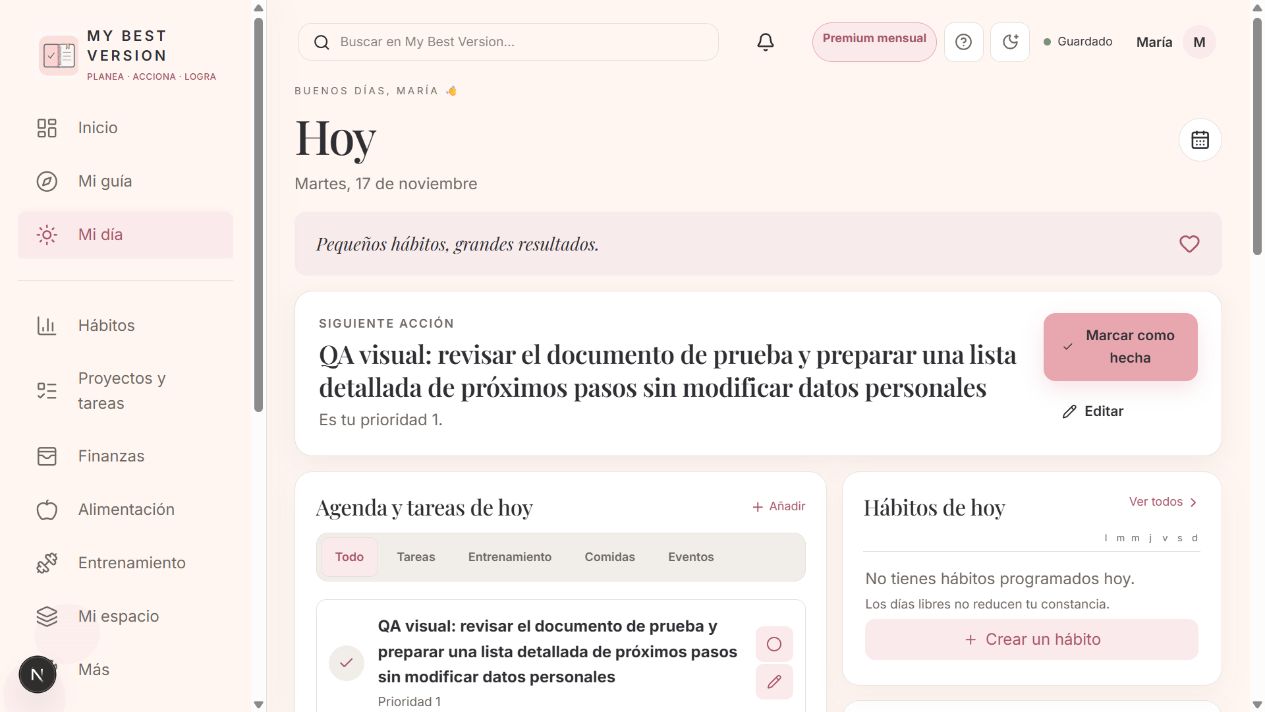 MY BEST
VERSION
PLANEA · ACCIONA · LOGRA
Inicio
Mi guía
Mi día
Hábitos
Proyectos y
tareas
Finanzas
Alimentación
Entrenamiento
Mi espacio
Más
N
Buscar en My Best Version...
Premium mensual
Guardado
María
M
BUENOS DÍAS, MARÍA
Hoy
Martes, 17 de noviembre
Pequeños hábitos, grandes resultados.
SIGUIENTE ACCIÓN
QA visual: revisar el documento de prueba y preparar una lista
detallada de próximos pasos sin modificar datos personales
Es tu prioridad 1.
Marcar como
hecha
Editar
Agenda y tareas de hoy
+ Añadir
Todo
Tareas
Entrenamiento
Comidas
Eventos
QA visual: revisar el documento de prueba y
preparar una lista detallada de próximos pasos
sin modificar datos personales
Prioridad 1
Hábitos de hoy
Ver todos
l m m j v s d
No tienes hábitos programados hoy.
Los días libres no reducen tu constancia.
+ Crear un hábito